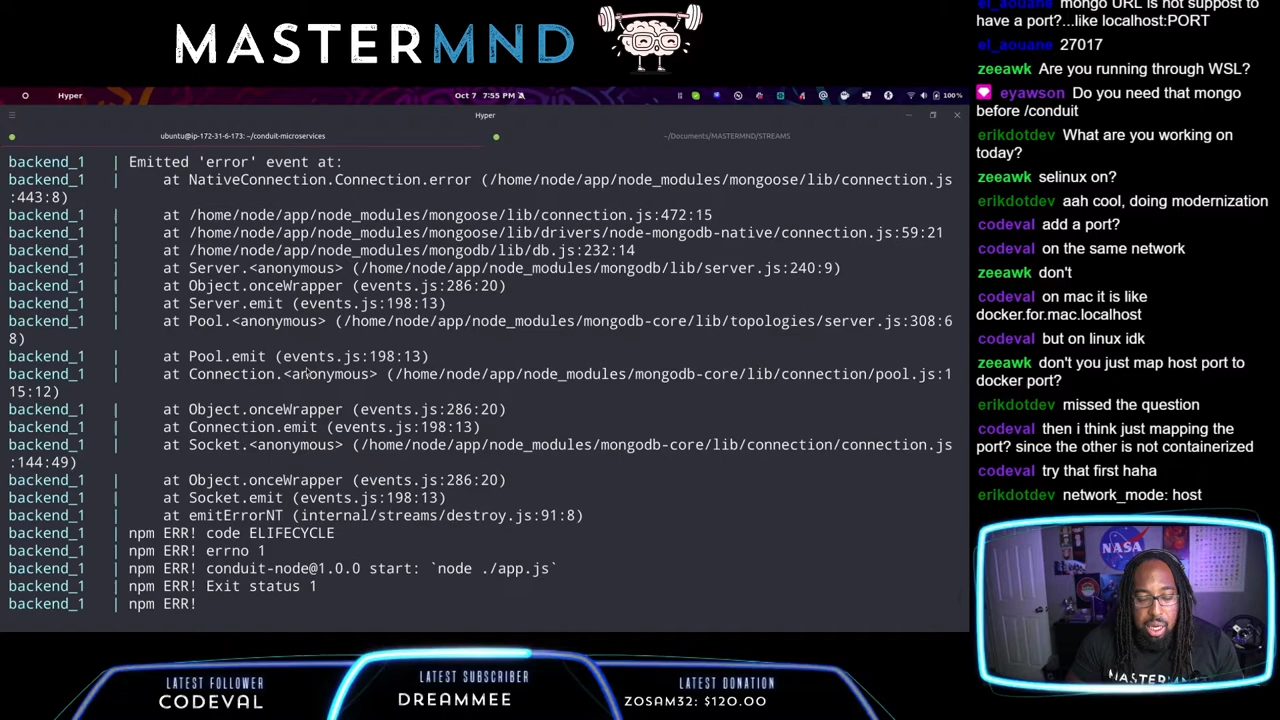 MASTERMND
Hyper
Oct 7 7:55 PM
100%
Hyper
ubuntu@ip-172-31-6-173: ~/conduit-microservices
~/Documents/MASTERMND/STREAMS
backend_1 | Emitted 'error' event at:
backend_1 | at NativeConnection.Connection.error (/home/node/app/node_modules/mongoose/lib/connection.js
:443:8)
backend_1 | at /home/node/app/node_modules/mongoose/lib/connection.js:472:15
backend_1 | at /home/node/app/node_modules/mongoose/lib/drivers/node-mongodb-native/connection.js:59:21
backend_1 | at /home/node/app/node_modules/mongodb/lib/db.js:232:14
backend_1 | at Server.<anonymous> (/home/node/app/node_modules/mongodb/lib/server.js:240:9)
backend_1 | at Object.onceWrapper (events.js:286:20)
backend_1 | at Server.emit (events.js:198:13)
backend_1 | at Pool.<anonymous> (/home/node/app/node_modules/mongodb-core/lib/topologies/server.js:308:6
8)
backend_1 | at Pool.emit (events.js:198:13)
backend_1 | at Connection.<anonymous> (/home/node/app/node_modules/mongodb-core/lib/connection/pool.js:1
15:12)
backend_1 | at Object.onceWrapper (events.js:286:20)
backend_1 | at Connection.emit (events.js:198:13)
backend_1 | at Socket.<anonymous> (/home/node/app/node_modules/mongodb-core/lib/connection/connection.js
:144:49)
backend_1 | at Object.onceWrapper (events.js:286:20)
backend_1 | at Socket.emit (events.js:198:13)
backend_1 | at emitErrorNT (internal/streams/destroy.js:91:8)
backend_1 | npm ERR! code ELIFECYCLE
backend_1 | npm ERR! errno 1
backend_1 | npm ERR! conduit-node@1.0.0 start: `node ./app.js`
backend_1 | npm ERR! Exit status 1
backend_1 | npm ERR!
el_aouane mongo URL is not suppost to
have a port?...like localhost:PORT
el_aouane 27017
zeeawk Are you running through WSL?
eyawson Do you need that mongo
before /conduit
erikdotdev What are you working on
today?
zeeawk selinux on?
erikdotdev aah cool, doing modernization
codeval add a port?
codeval on the same network
zeeawk don't
codeval on mac it is like
docker.for.mac.localhost
codeval but on linux idk
zeeawk don't you just map host port to
docker port?
erikdotdev missed the question
codeval then i think just mapping the
port? since the other is not containerized
codeval try that first haha
erikdotdev network_mode: host
NASA
MASTERMN
LATEST FOLLOWER
CODEVAL
LATEST SUBSCRIBER
DREAMMEE
LATEST DONATION
ZOSAM32: $120.00